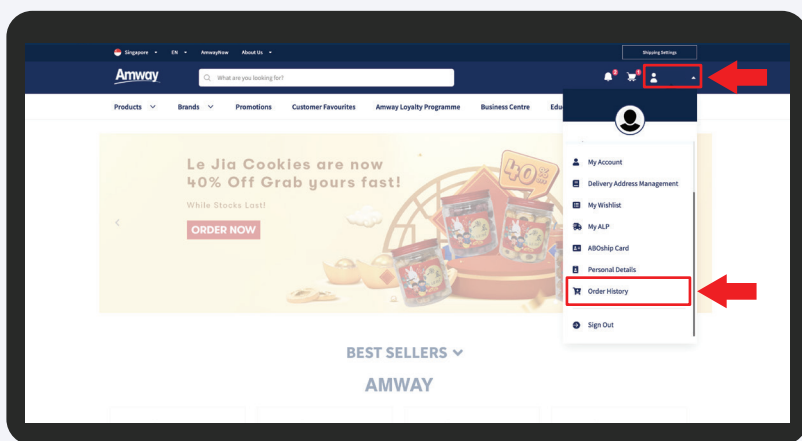 Singapore EN AmwayNow About Us Shipping Settings
Amway What are you looking for? 2 1
Products Brands Promotions Customer Favourites Amway Loyalty Programme Business Centre Edu
Le Jia Cookies are now
40% Off Grab yours fast!
While Stocks Last!
ORDER NOW
40%
My Account
Delivery Address Management
My Wishlist
My ALP
ABOship Card
Personal Details
Order History
Sign Out
BEST SELLERS
AMWAY